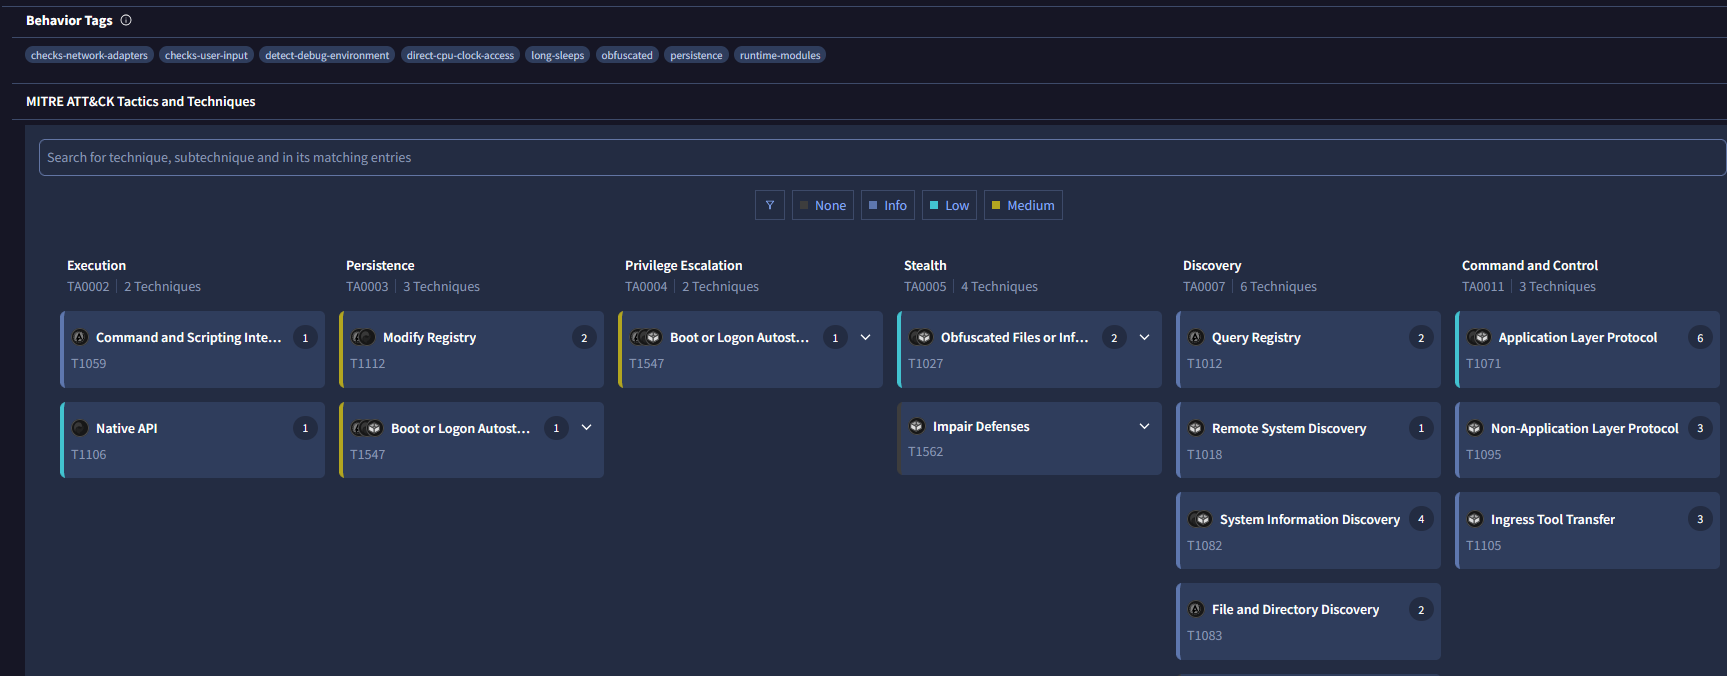 Behavior Tags
checks-network-adapters checks-user-input detect-debug-environment direct-cpu-clock-access long-sleeps obfuscated persistence runtime-modules
MITRE ATT&CK Tactics and Techniques
Search for technique, subtechnique and in its matching entries
None Info Low Medium
Execution
TA0002 2 Techniques
Command and Scripting Inte... 1
T1059
Native API 1
T1106
Persistence
TA0003 3 Techniques
Modify Registry 2
T1112
Boot or Logon Autost... 1
T1547
Privilege Escalation
TA0004 2 Techniques
Boot or Logon Autost... 1
T1547
Stealth
TA0005 4 Techniques
Obfuscated Files or Inf... 2
T1027
Impair Defenses
T1562
Discovery
TA0007 6 Techniques
Query Registry 2
T1012
Remote System Discovery 1
T1018
System Information Discovery 4
T1082
File and Directory Discovery 2
T1083
Command and Control
TA0011 3 Techniques
Application Layer Protocol 6
T1071
Non-Application Layer Protocol 3
T1095
Ingress Tool Transfer 3
T1105